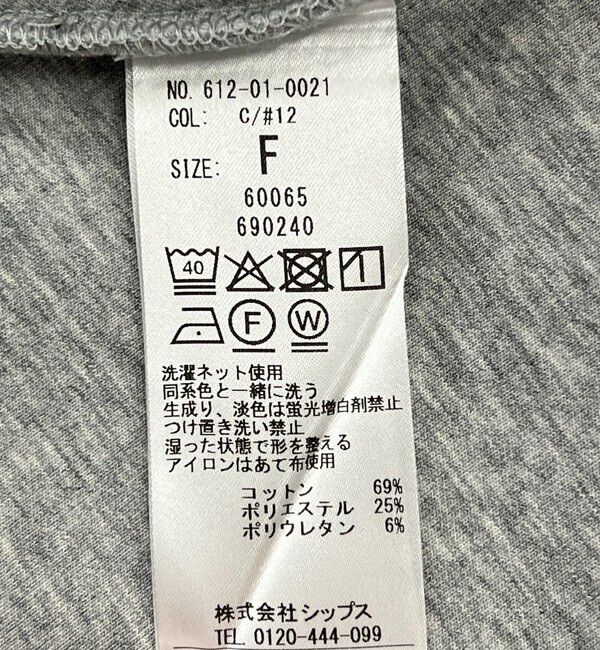 NO. 612-01-0021
COL: C/#12
SIZE: F
60065
690240
40
F W
洗濯ネット使用
同系色と一緒に洗う
生成り、淡色は蛍光増白剤禁止
つけ置き洗い禁止
湿った状態で形を整える
アイロンはあて布使用
コットン 69%
ポリエステル 25%
ポリウレタン 6%
株式会社シップス
TEL 0120-444-099